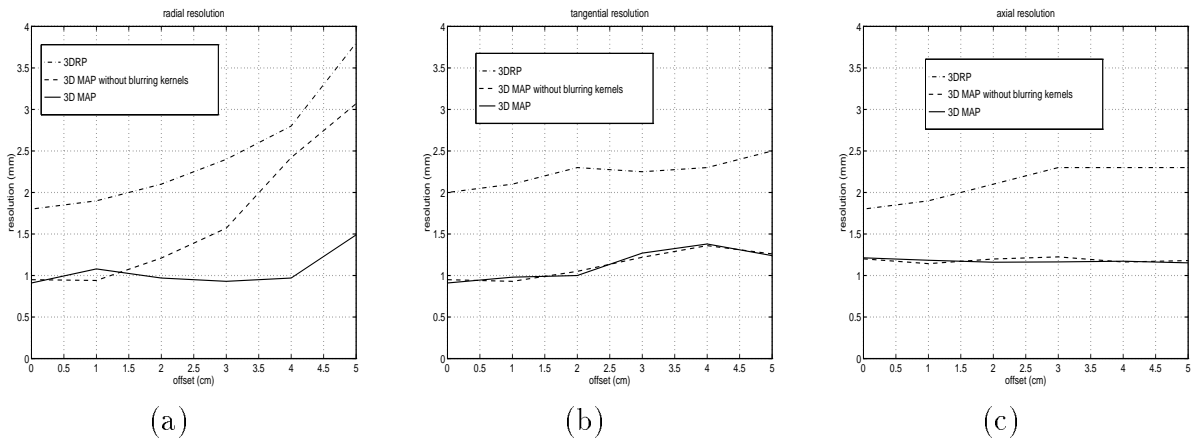 radial resolution
4
3.5
3
2.5
2
1.5
1
0.5
0
resolution (mm)
3DRP
3D MAP without blurring kernels
3D MAP
0 0.5 1 1.5 2 2.5 3 3.5 4 4.5 5
offset (cm)
(a)
tangential resolution
4
3.5
3
2.5
2
1.5
1
0.5
0
resolution (mm)
3DRP
3D MAP without blurring kernels
3D MAP
0 0.5 1 1.5 2 2.5 3 3.5 4 4.5 5
offset (cm)
(b)
axial resolution
4
3.5
3
2.5
2
1.5
1
0.5
0
resolution (mm)
3DRP
3D MAP without blurring kernels
3D MAP
0 0.5 1 1.5 2 2.5 3 3.5 4 4.5 5
offset (cm)
(c)